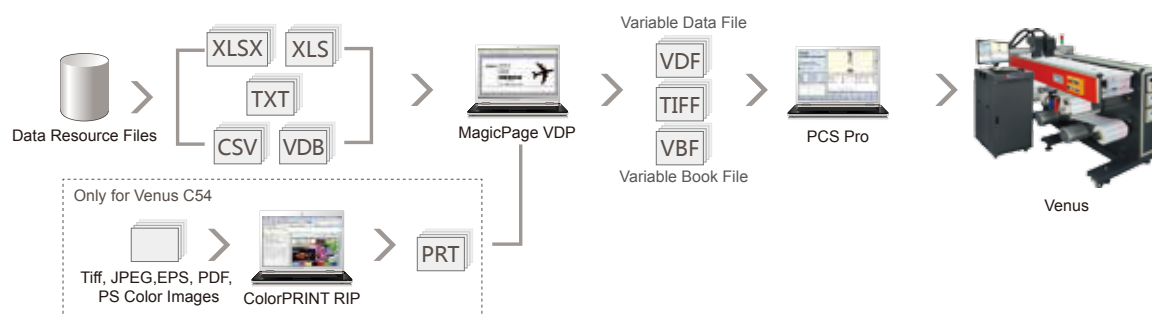 Variable Data File
XLSX
XLS
TXT
CSV
VDB
Data Resource Files
MagicPage VDP
VDF
TIFF
VBF
Variable Book File
PCS Pro
Venus
Only for Venus C54
Tiff, JPEG,EPS, PDF,
PS Color Images
ColorPRINT RIP
PRT